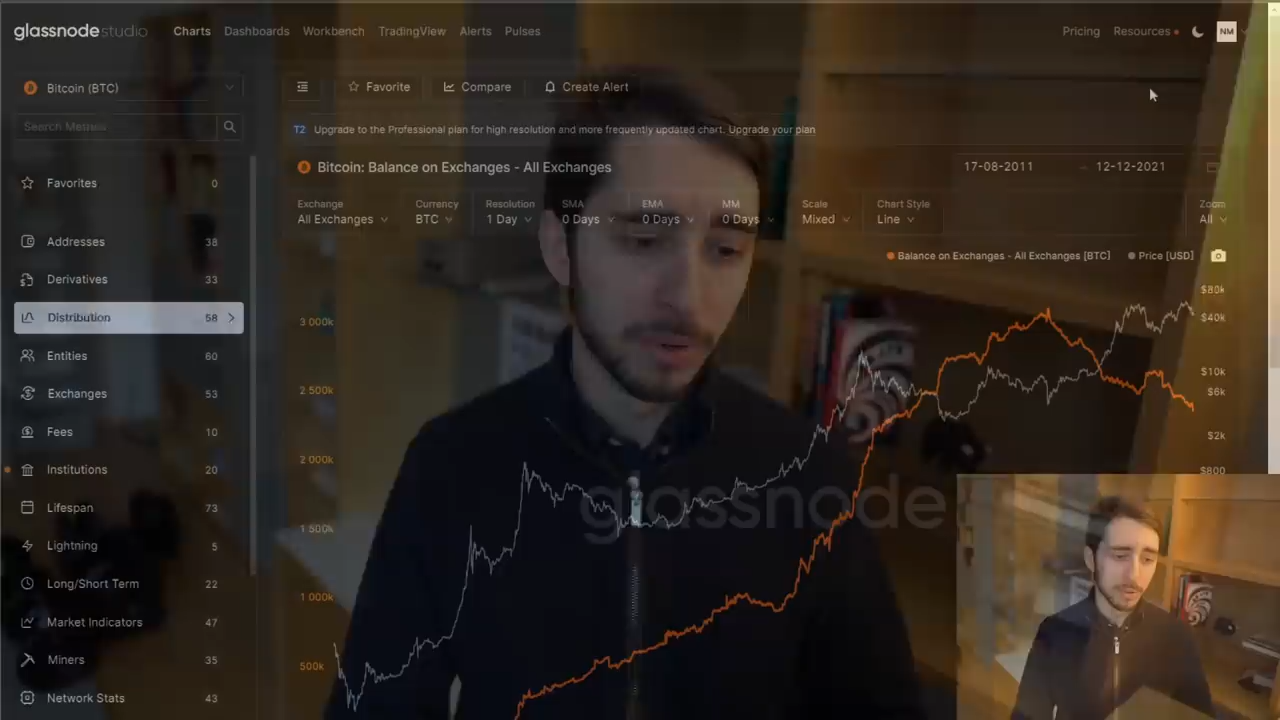 glassnodestudio Charts Dashboards Workbench TradingView Alerts Pulses Pricing Resources NM
Bitcoin (BTC) Favorite Compare Create Alert
Search Metrics
T2 Upgrade to the Professional plan for high resolution and more frequently updated chart. Upgrade your plan
Bitcoin: Balance on Exchanges - All Exchanges 17-08-2011 – 12-12-2021
Favorites 0
Exchange Currency Resolution SMA EMA MM Scale Chart Style Zoom
All Exchanges BTC 1 Day 0 Days 0 Days 0 Days Mixed Line All
Addresses 38
Balance on Exchanges - All Exchanges [BTC] Price [USD]
Derivatives 33
$80k
Distribution 58
3 000k $40k
Entities 60
$10k
2 500k $6k
Exchanges 53
Fees 10
$2k
2 000k
Institutions 20
$800
Lifespan 73
glassnode
1 500k
Lightning 5
Long/Short Term 22
1 000k
Market Indicators 47
Miners 35
500k
Network Stats 43